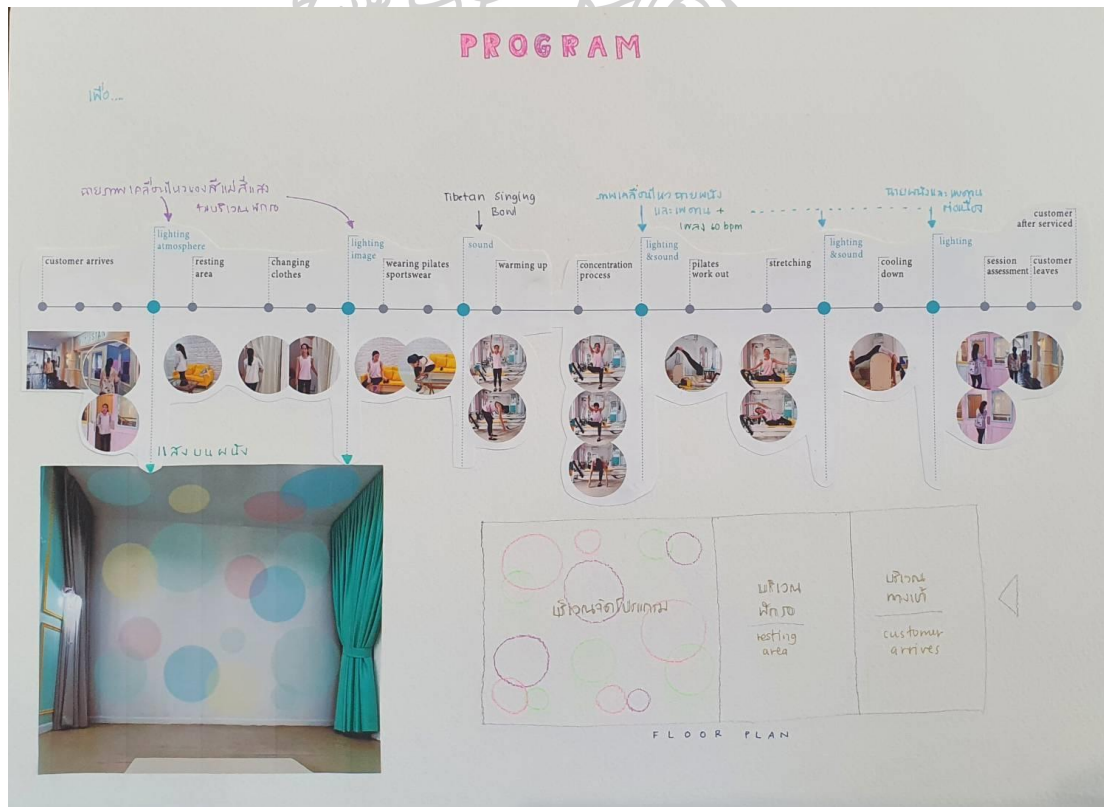 PROGRAM
เพื่อ....
ฉายภาพเคลื่อนไหวของสีแม่สีแสง
+ลบริเวณพักรอ
Tibetan Singing
Bowl
ภาพเคลื่อนไหวฉายผนัง
และเพดาน +
เพลง 60 bpm
ฉายผนังและเพดาน
ต่อเนื่อง
customer arrives
lighting
atmosphere
resting
area
changing
clothes
lighting
image
wearing pilates
sportswear
sound
warming up
concentration
process
lighting
&sound
pilates
work out
stretching
lighting
&sound
cooling
down
lighting
session
assessment
customer
leaves
customer
after serviced
แสงบนผนัง
บริเวณจัดโปรแกรม
บริเวณ
พักรอ
resting
area
บริเวณ
ทางเข้า
customer
arrives
FLOOR PLAN